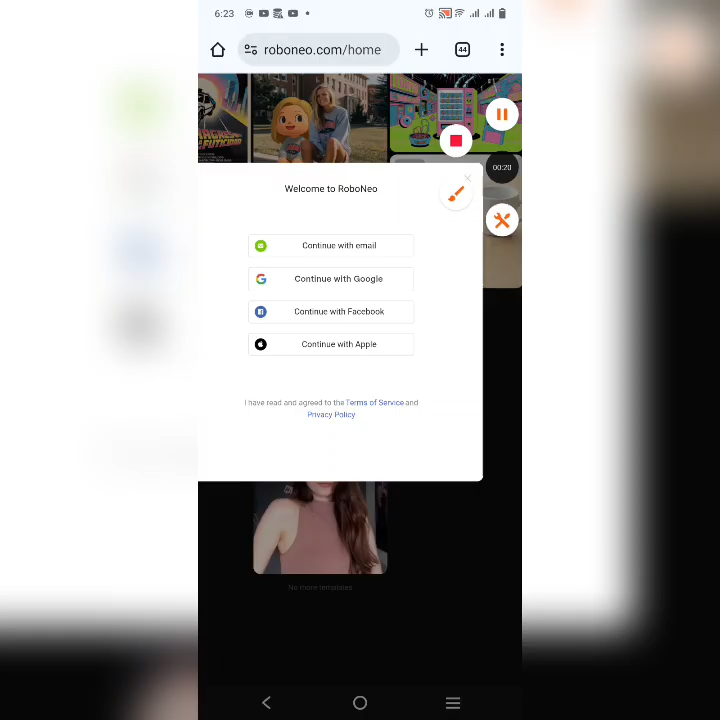 6:23
roboneo.com/home
44
00:20
Welcome to RoboNeo
Continue with email
Continue with Google
Continue with Facebook
Continue with Apple
I have read and agreed to the Terms of Service and
Privacy Policy
No more templates